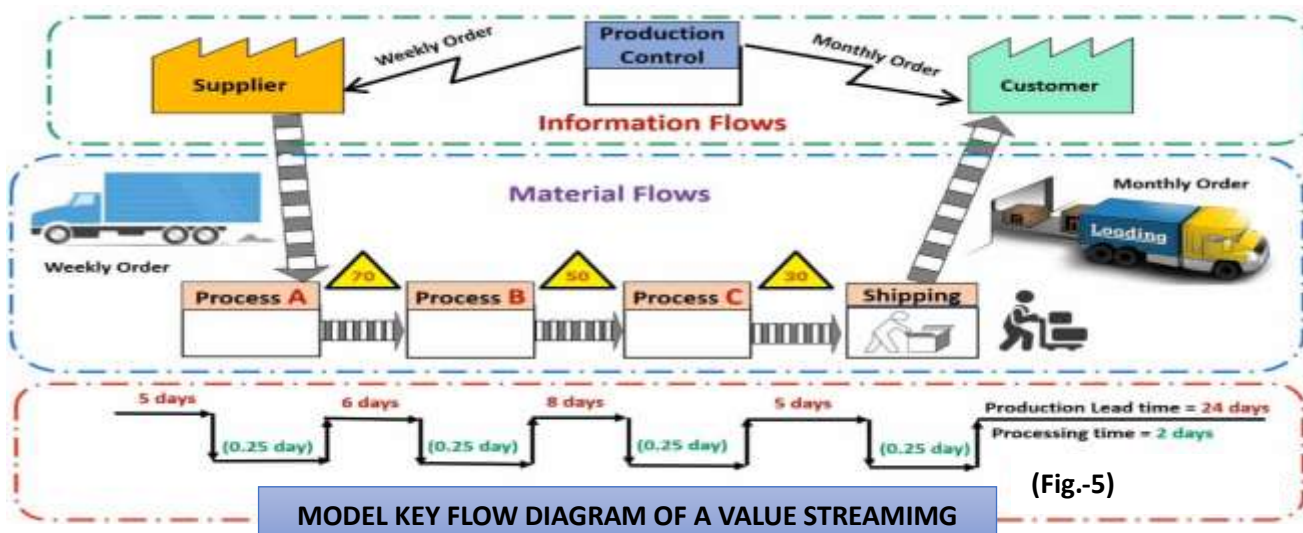 Production
Control
Weekly Order
Monthly Order
Supplier
Customer
Information Flows
Material Flows
Monthly Order
Loading
Weekly Order
70
50
30
Process A
Process B
Process C
Shipping
5 days
6 days
8 days
5 days
Production Lead time = 24 days
(0.25 day)
(0.25 day)
(0.25 day)
(0.25 day)
Processing time = 2 days
(Fig.-5)
MODEL KEY FLOW DIAGRAM OF A VALUE STREAMIMG